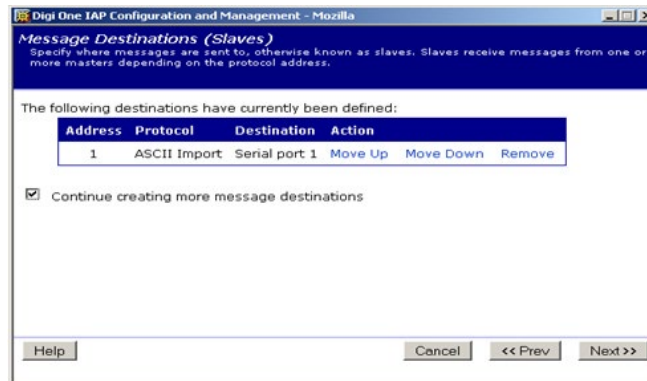 Digi One IAP Configuration and Management - Mozilla
Message Destinations (Slaves)
Specify where messages are sent to, otherwise known as slaves. Slaves receive messages from one or
more masters depending on the protocol address.
The following destinations have currently been defined:
Address Protocol Destination Action
1 ASCII Import Serial port 1 Move Up Move Down Remove
Continue creating more message destinations
Help Cancel << Prev Next >>